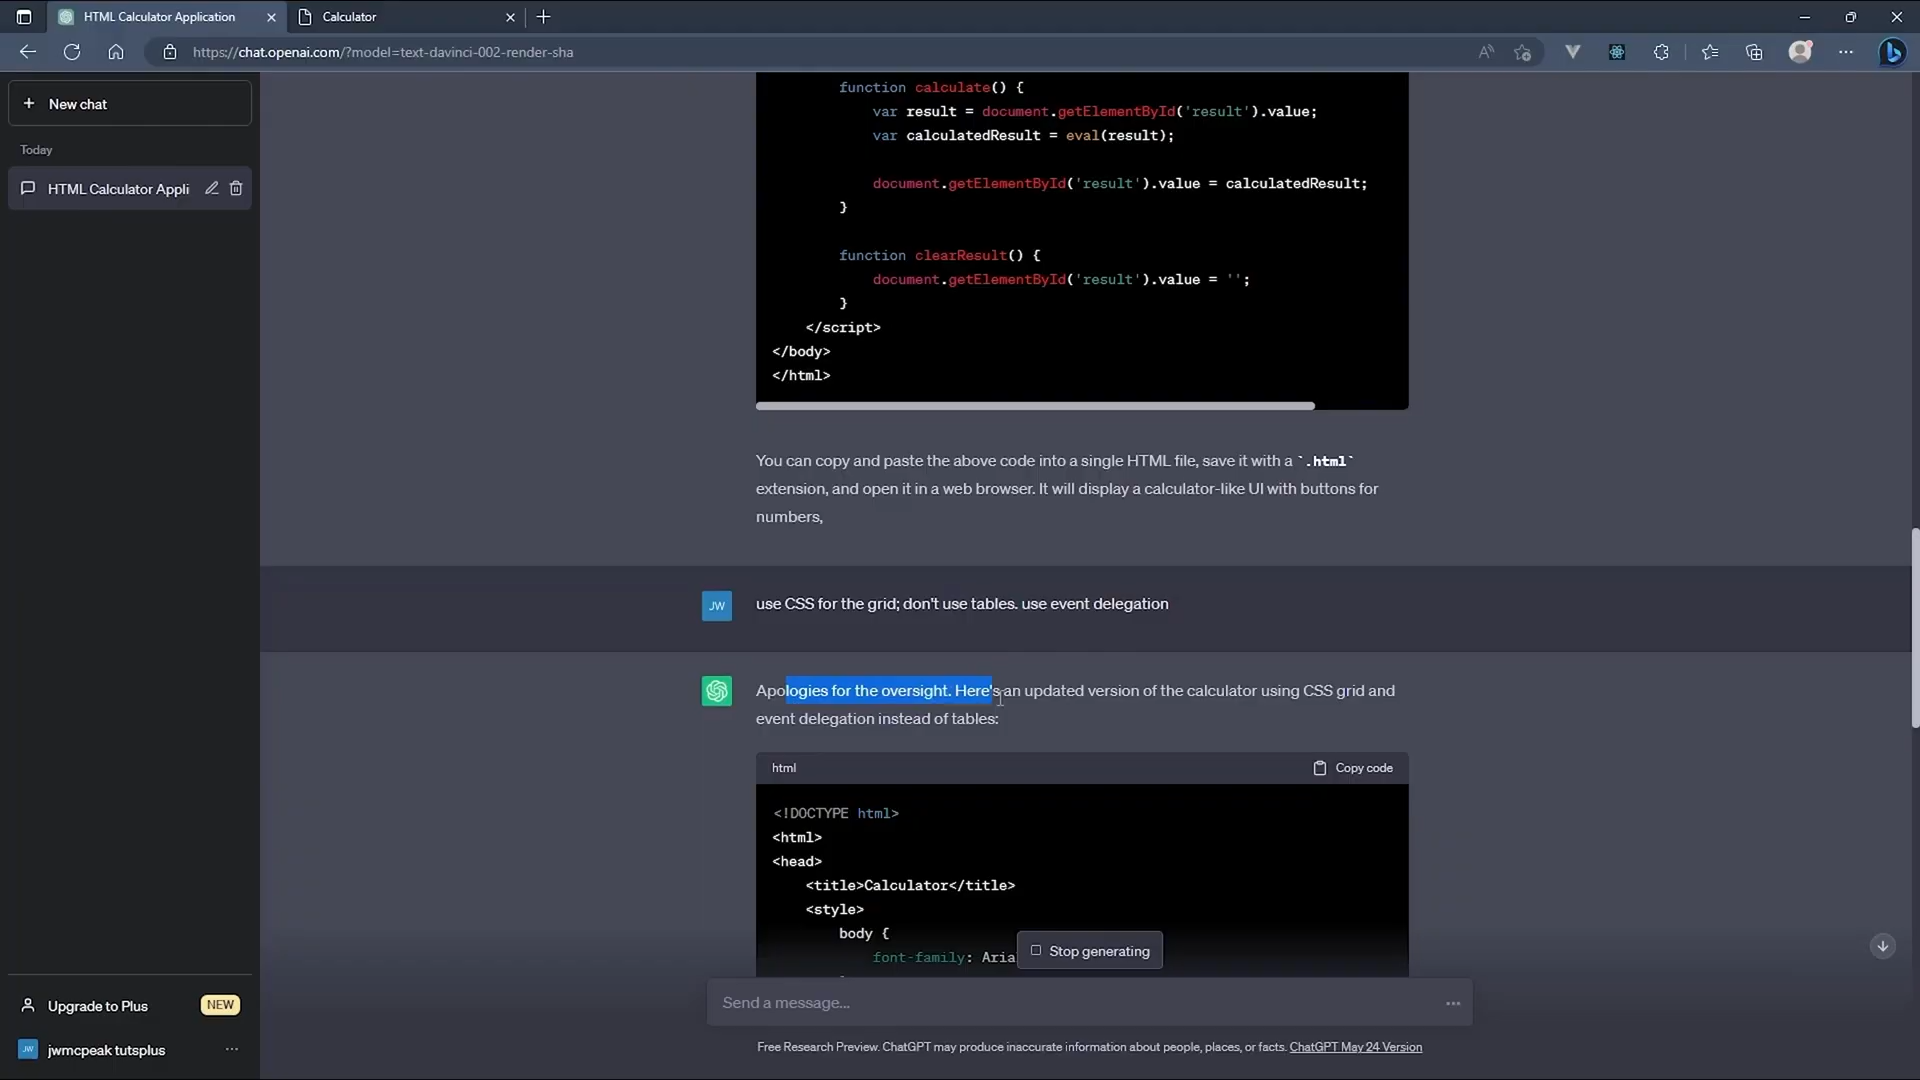 HTML Calculator Application
Calculator
https://chat.openai.com/?model=text-davinci-002-render-sha
New chat
Today
HTML Calculator Appli
function calculate() {
var result = document.getElementById('result').value;
var calculatedResult = eval(result);
document.getElementById('result').value = calculatedResult;
}
function clearResult() {
document.getElementById('result').value = '';
}
</script>
</body>
</html>
You can copy and paste the above code into a single HTML file, save it with a `.html`
extension, and open it in a web browser. It will display a calculator-like UI with buttons for
numbers,
JW
use CSS for the grid; don't use tables. use event delegation
Apologies for the oversight. Here's an updated version of the calculator using CSS grid and
event delegation instead of tables:
html
Copy code
<!DOCTYPE html>
<html>
<head>
<title>Calculator</title>
<style>
body {
font-family: Aria
Stop generating
Send a message...
Free Research Preview. ChatGPT may produce inaccurate information about people, places, or facts. ChatGPT May 24 Version
Upgrade to Plus
NEW
JW
jwmcpeak tutsplus